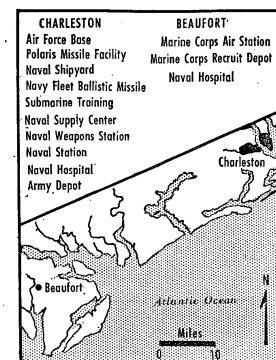 CHARLESTON
Air Force Base
Polaris Missile Facility
Naval Shipyard
Navy Fleet Ballistic Missile
Submarine Training
Naval Supply Center
Naval Weapons Station
Naval Station
Naval Hospital
Army Depot
BEAUFORT
Marine Corps Air Station
Marine Corps Recruit Depot
Naval Hospital
Charleston
Beaufort
Atlantic Ocean
N
Miles
0 10